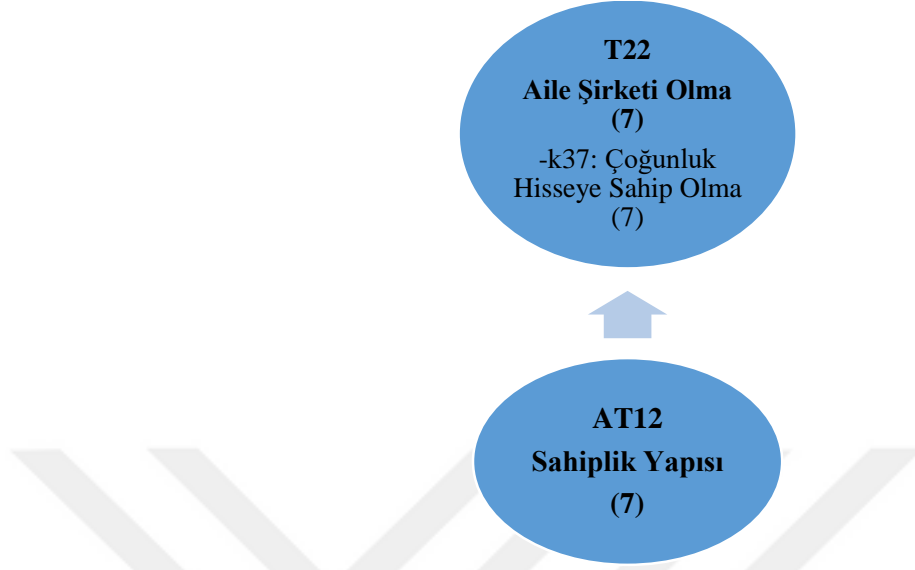 T22
Aile Şirketi Olma
(7)
-k37: Çoğunluk
Hisseye Sahip Olma
(7)
AT12
Sahiplik Yapısı
(7)